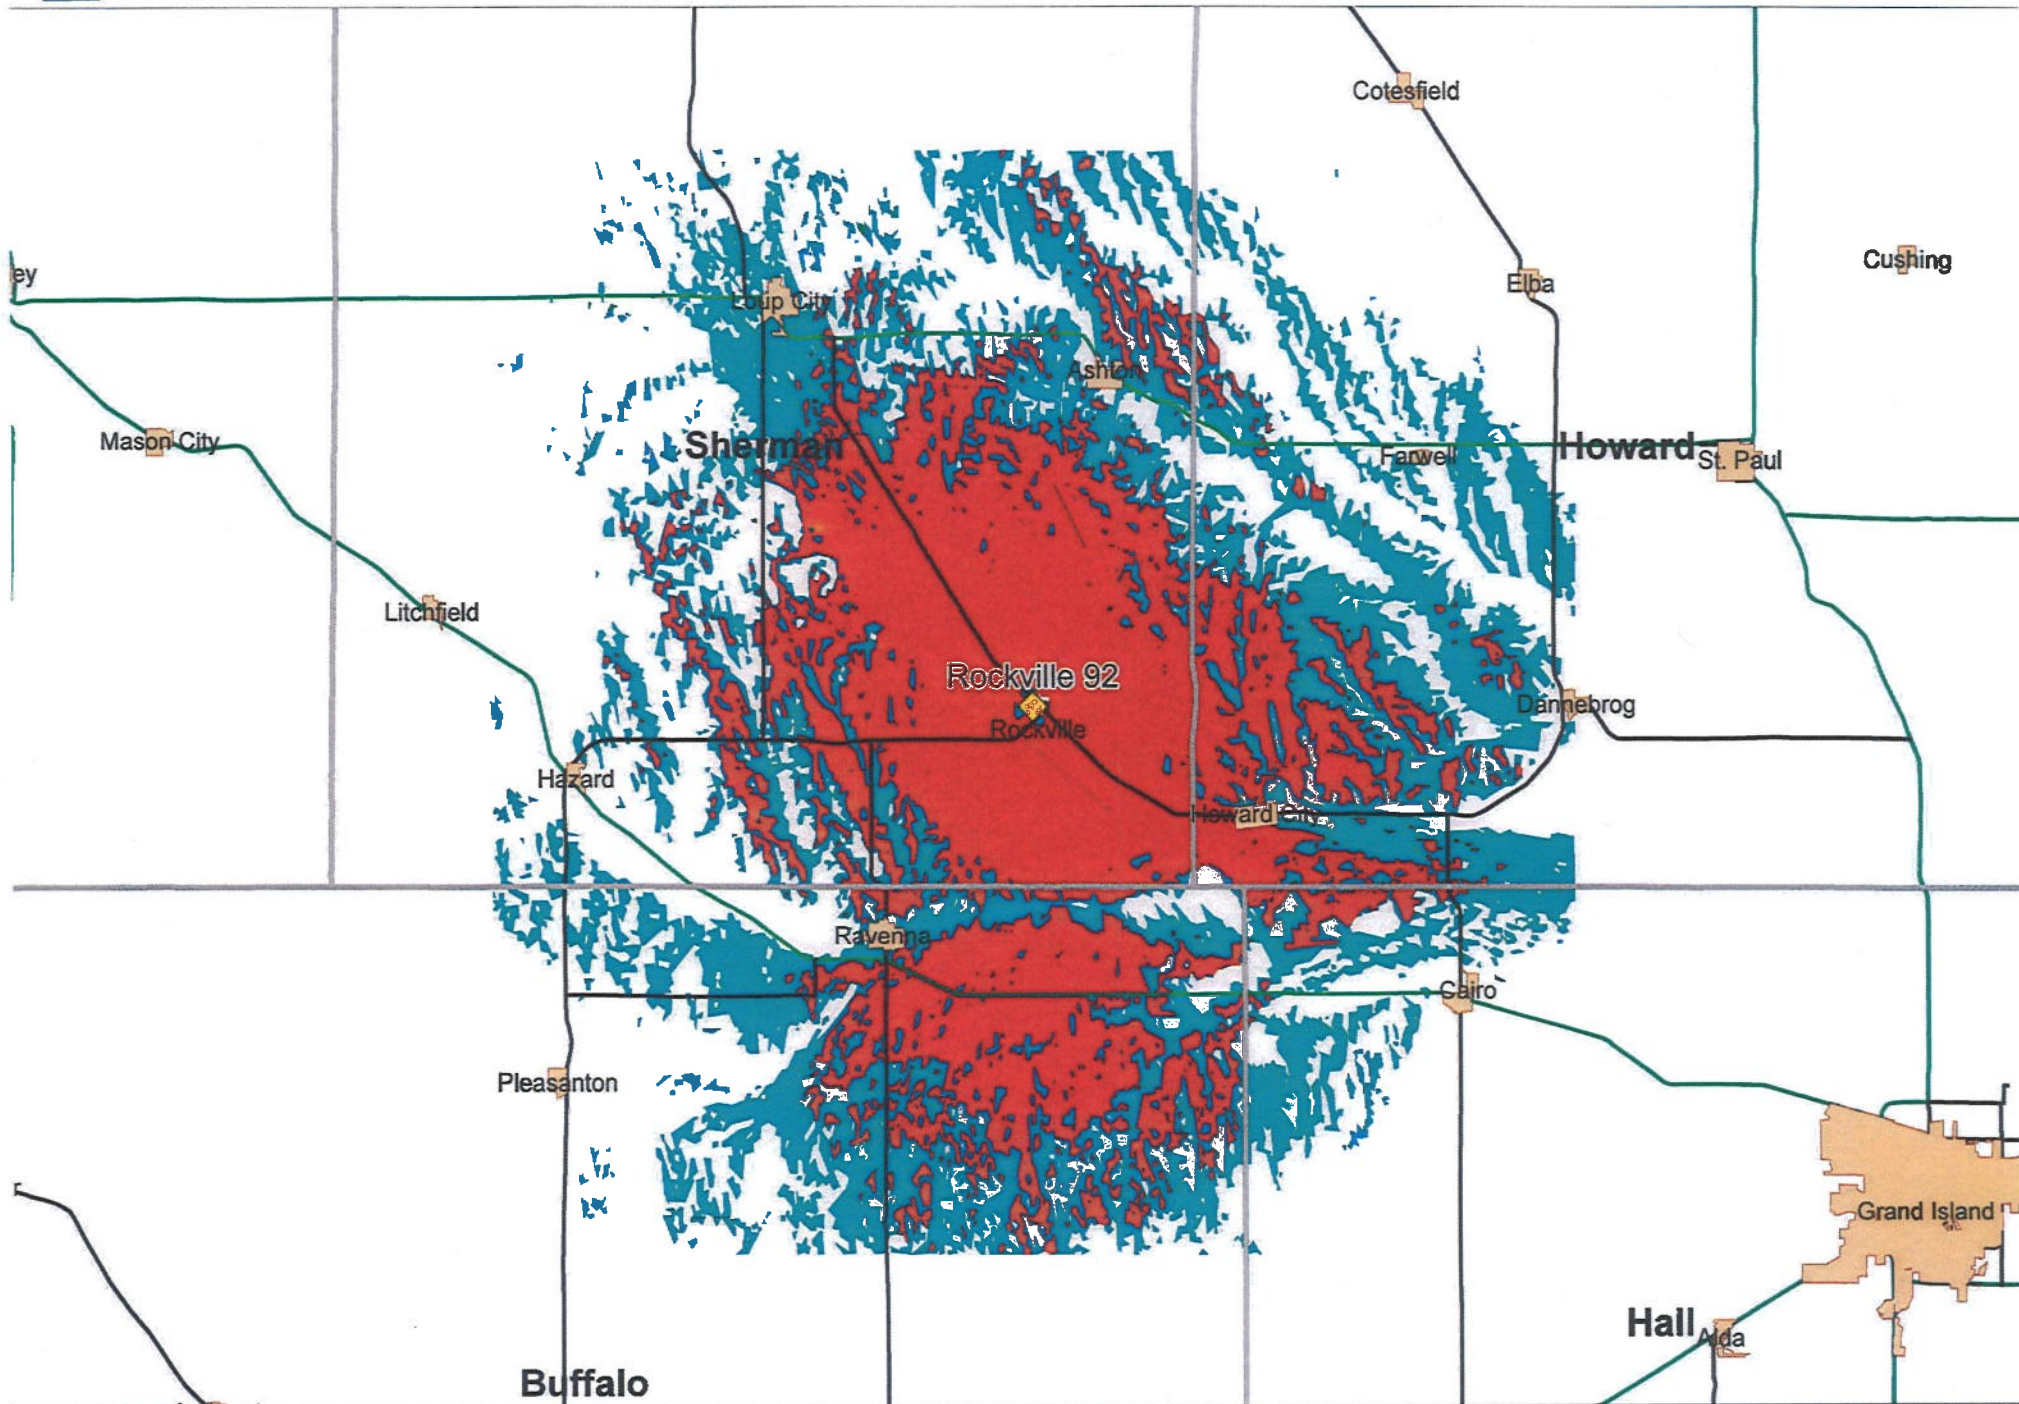 Cotesfield
Cushing
ey
Elba
Loup City
Ashton
Mason City
Sherman
Farwell
Howard
St. Paul
Litchfield
Rockville 92
Rockville
Dannebrog
Hazard
Howard City
Ravenna
Cairo
Pleasanton
Grand Island
Hall
Alda
Buffalo